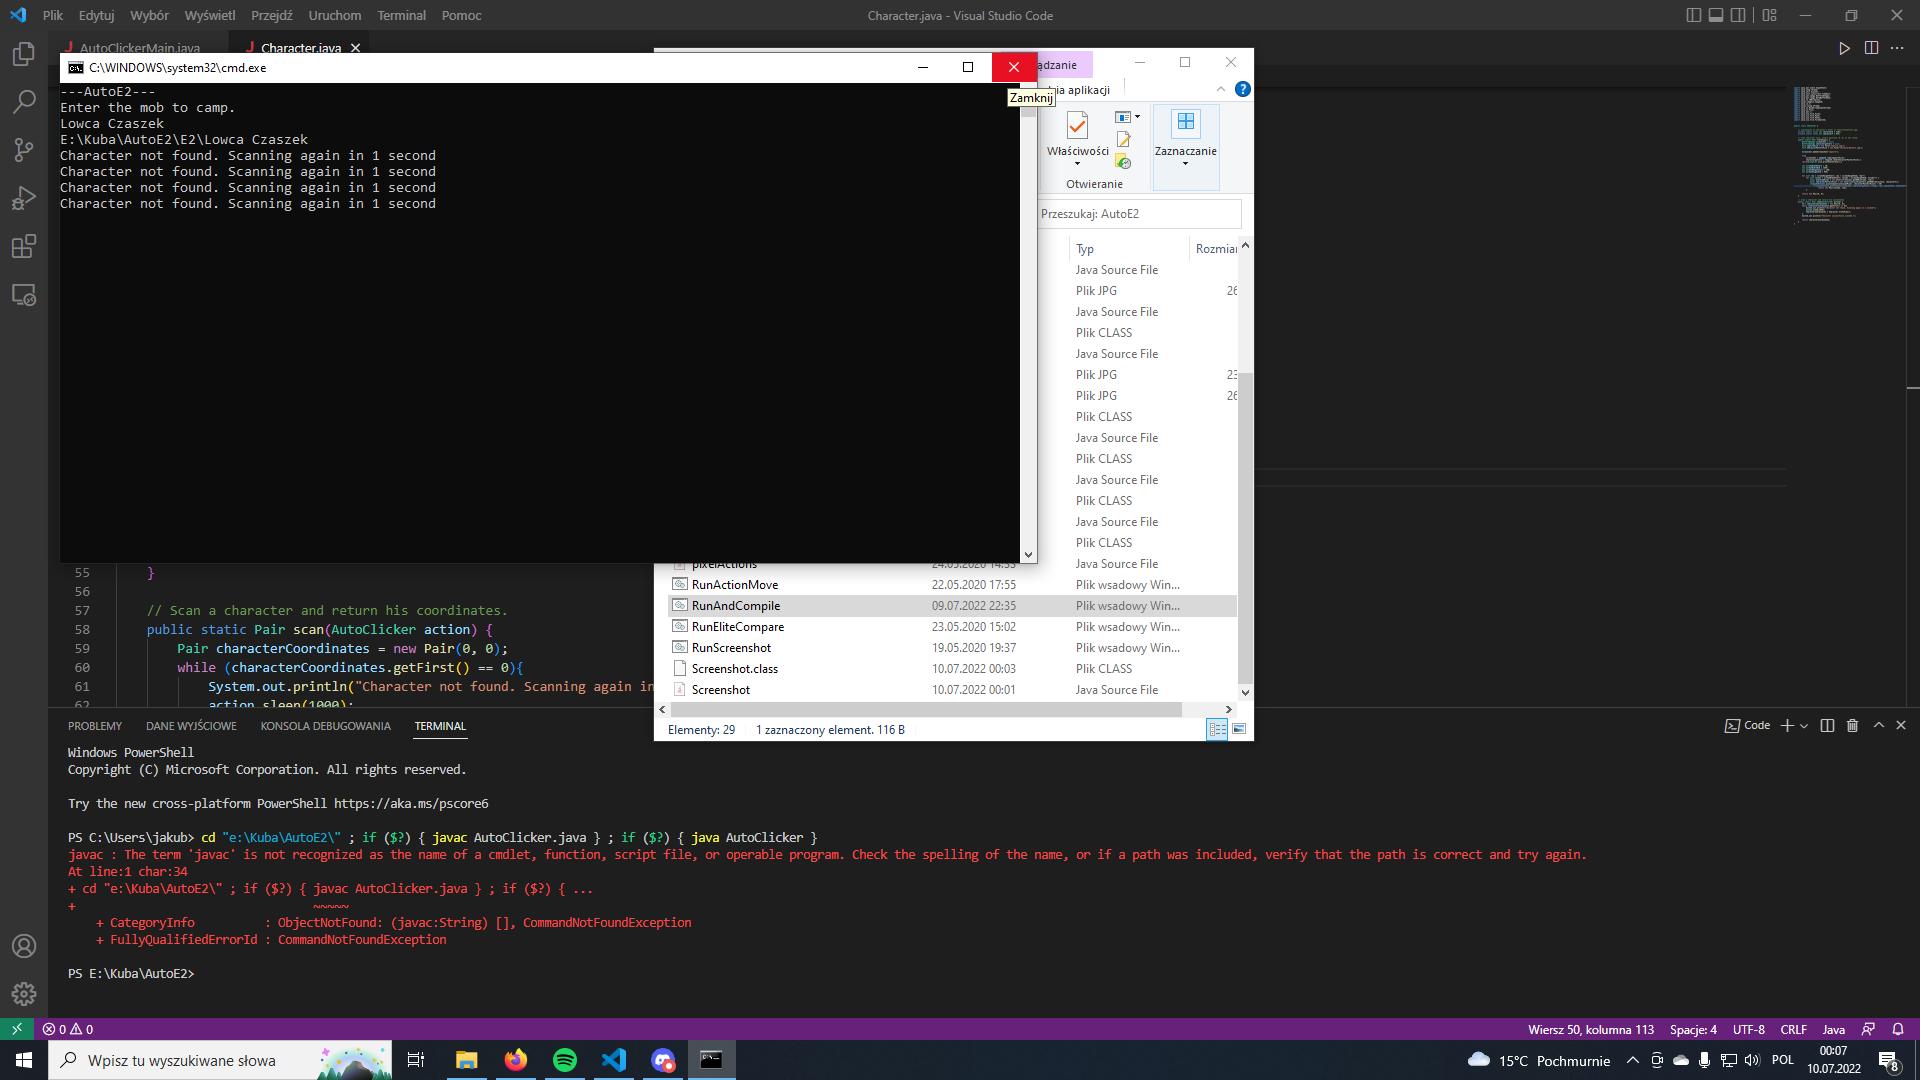 Plik Edytuj Wybór Wyświetl Przejdź Uruchom Terminal Pomoc
Character.java - Visual Studio Code
AutoClickerMain.java
Character.java
C:\WINDOWS\system32\cmd.exe
Zamknij
---AutoE2---
Enter the mob to camp.
Lowca Czaszek
E:\Kuba\AutoE2\E2\Lowca Czaszek
Character not found. Scanning again in 1 second
Character not found. Scanning again in 1 second
Character not found. Scanning again in 1 second
Character not found. Scanning again in 1 second
aplikacji
Właściwości
Zaznaczanie
Otwieranie
Przeszukaj: AutoE2
Typ
Java Source File
Plik JPG
Java Source File
Plik CLASS
Java Source File
Plik JPG
Plik JPG
Plik CLASS
Java Source File
Plik CLASS
Java Source File
Plik CLASS
Java Source File
Plik CLASS
pixelActions 24.05.2020 Java Source File
RunActionMove 22.05.2020 17:55 Plik wsadowy Win...
RunAndCompile 09.07.2022 22:35 Plik wsadowy Win...
RunEliteCompare 23.05.2020 15:02 Plik wsadowy Win...
RunScreenshot 19.05.2020 19:37 Plik wsadowy Win...
Screenshot.class 10.07.2022 00:03 Plik CLASS
Screenshot 10.07.2022 00:01 Java Source File
Elementy: 29 1 zaznaczony element. 116 B
55 }
56
57 // Scan a character and return his coordinates.
58 public static Pair scan(AutoClicker action) {
59 Pair characterCoordinates = new Pair(0, 0);
60 while (characterCoordinates.getFirst() == 0){
61 System.out.println("Character not found. Scanning again in
62 action.sleep(1000);
PROBLEMY DANE WYJŚCIOWE KONSOLA DEBUGOWANIA TERMINAL
Code
Windows PowerShell
Copyright (C) Microsoft Corporation. All rights reserved.
Try the new cross-platform PowerShell https://aka.ms/pscore6
PS C:\Users\jakub> cd "e:\Kuba\AutoE2\" ; if ($?) { javac AutoClicker.java } ; if ($?) { java AutoClicker }
javac : The term 'javac' is not recognized as the name of a cmdlet, function, script file, or operable program. Check the spelling of the name, or if a path was included, verify that the path is correct and try again.
At line:1 char:34
+ cd "e:\Kuba\AutoE2\" ; if ($?) { javac AutoClicker.java } ; if ($?) { ...
+ ~~~~~
+ CategoryInfo : ObjectNotFound: (javac:String) [], CommandNotFoundException
+ FullyQualifiedErrorId : CommandNotFoundException
PS E:\Kuba\AutoE2>
0 0
Wiersz 50, kolumna 113 Spacje: 4 UTF-8 CRLF Java
Wpisz tu wyszukiwane słowa
15°C Pochmurnie
POL
00:07
10.07.2022
8